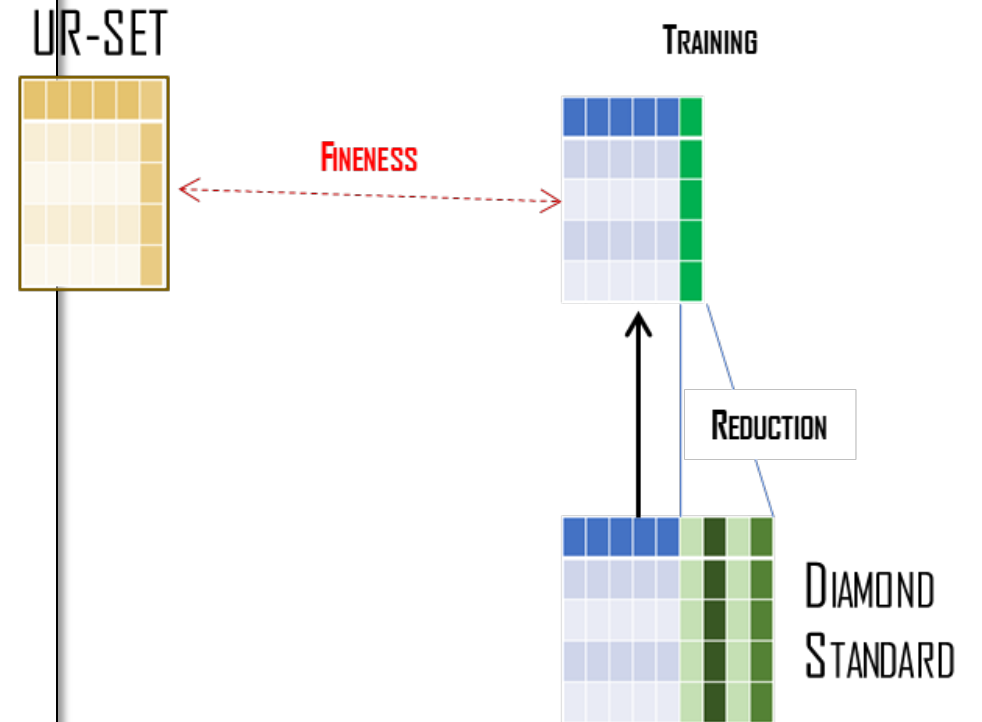 UR-SET
TRAINING
FINENESS
REDUCTION
DIAMOND
STANDARD